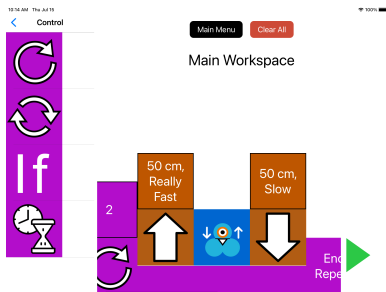 10:14 AM Thu Jul 15
100%
Control
Main Menu
Clear All
Main Workspace
If
50 cm,
Really
Fast
50 cm,
Slow
2
End
Repe